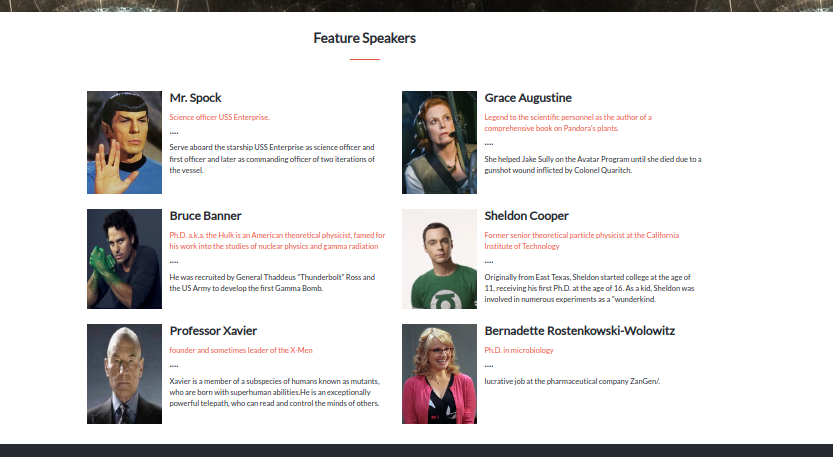 Feature Speakers
Mr. Spock
Science officer USS Enterprise.
....
Serve aboard the starship USS Enterprise as science officer and
first officer and later as commanding officer of two iterations of
the vessel.
Grace Augustine
Legend to the scientific personnel as the author of a
comprehensive book on Pandora's plants.
....
She helped Jake Sully on the Avatar Program until she died due to a
gunshot wound inflicted by Colonel Quaritch.
Bruce Banner
Ph.D. a.k.a. the Hulk is an American theoretical physicist, famed for
his work into the studies of nuclear physics and gamma radiation
....
He was recruited by General Thaddeus "Thunderbolt" Ross and
the US Army to develop the first Gamma Bomb.
Sheldon Cooper
Former senior theoretical particle physicist at the California
Institute of Technology
....
Originally from East Texas, Sheldon started college at the age of
11, receiving his first Ph.D. at the age of 16. As a kid, Sheldon was
involved in numerous experiments as a "wunderkind.
Professor Xavier
founder and sometimes leader of the X-Men
....
Xavier is a member of a subspecies of humans known as mutants,
who are born with superhuman abilities.He is an exceptionally
powerful telepath, who can read and control the minds of others.
Bernadette Rostenkowski-Wolowitz
Ph.D. in microbiology
....
lucrative job at the pharmaceutical company ZanGen/.